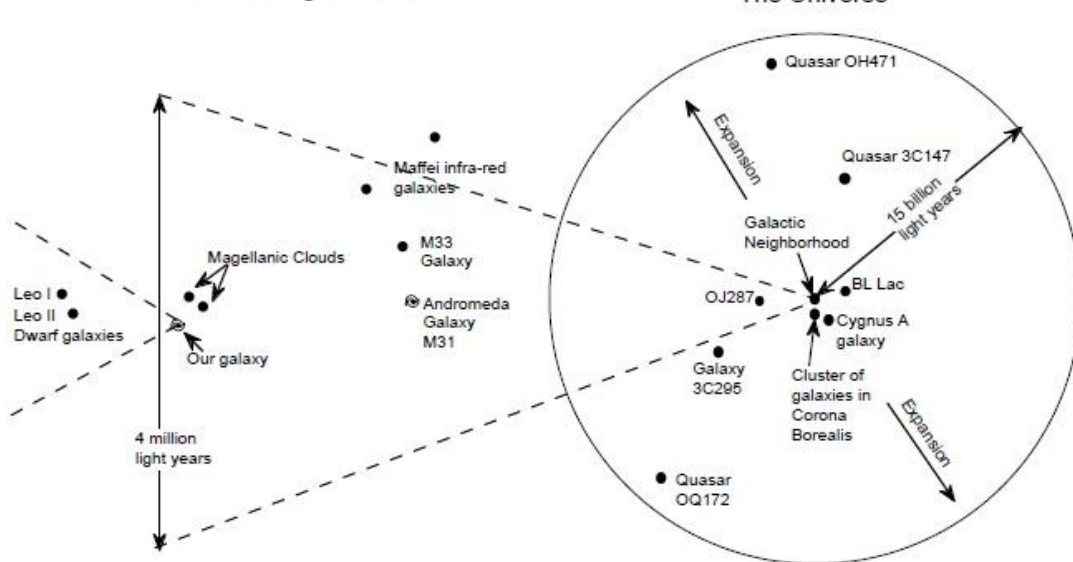 The Universe
Quasar OH471
Expansion
Quasar 3C147
15 billion
light years
Maffei infra-red
galaxies
Galactic
Neighborhood
M33
Galaxy
Magellanic Clouds
BL Lac
OJ287
Leo I
Leo II
Dwarf galaxies
Andromeda
Galaxy
M31
Cygnus A
galaxy
Our galaxy
Galaxy
3C295
Cluster of
galaxies in
Corona
Borealis
Expansion
4 million
light years
Quasar
OQ172